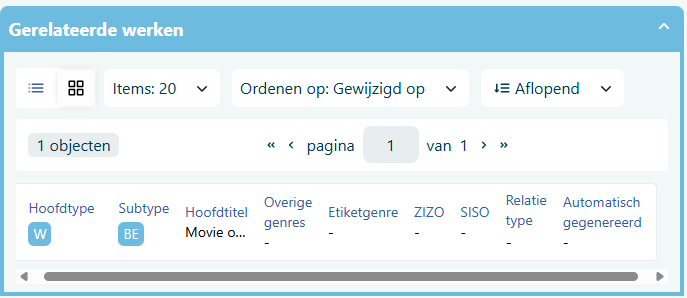 Gerelateerde werken
Items: 20 Ordenen op: Gewijzigd op Aflopend
1 objecten « ‹ pagina 1 van 1 › »
Hoofdtype Subtype Hoofdtitel Overige genres Etiketgenre ZIZO SISO Relatie type Automatisch gegenereerd
W BE Movie o... - - - - - -